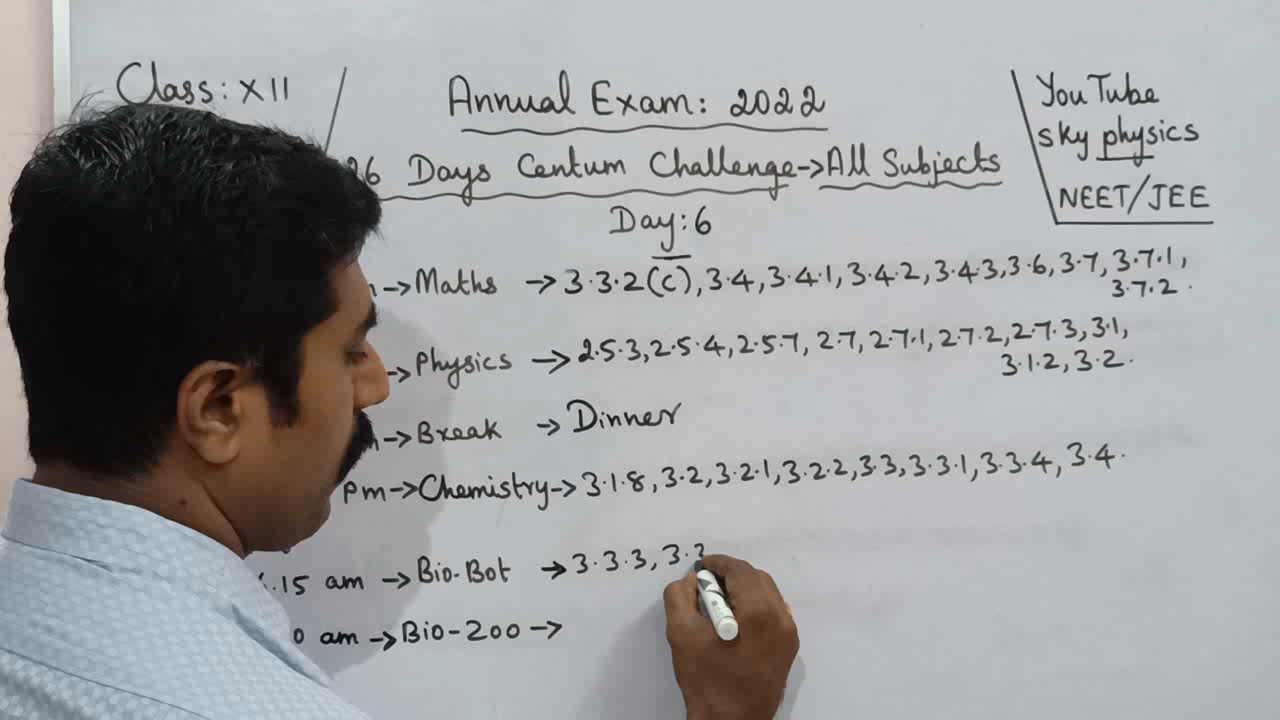 Class: XII
Annual Exam: 2022
YouTube
sky physics
NEET/JEE
26 Days Centum Challenge->All Subjects
Day:6
->Maths ->3.3.2(c), 3.4, 3.4.1, 3.4.2, 3.4.3, 3.6, 3.7, 3.7.1,
3.7.2.
->Physics ->2.5.3, 2.5.4, 2.5.7, 2.7, 2.7.1, 2.7.2, 2.7.3, 3.1,
3.1.2, 3.2.
->Break ->Dinner
pm->Chemistry->3.1.8, 3.2, 3.2.1, 3.2.2, 3.3, 3.3.1, 3.3.4, 3.4.
.15 am ->Bio-Bot ->3.3.3, 3.3
0 am->Bio-Zoo ->